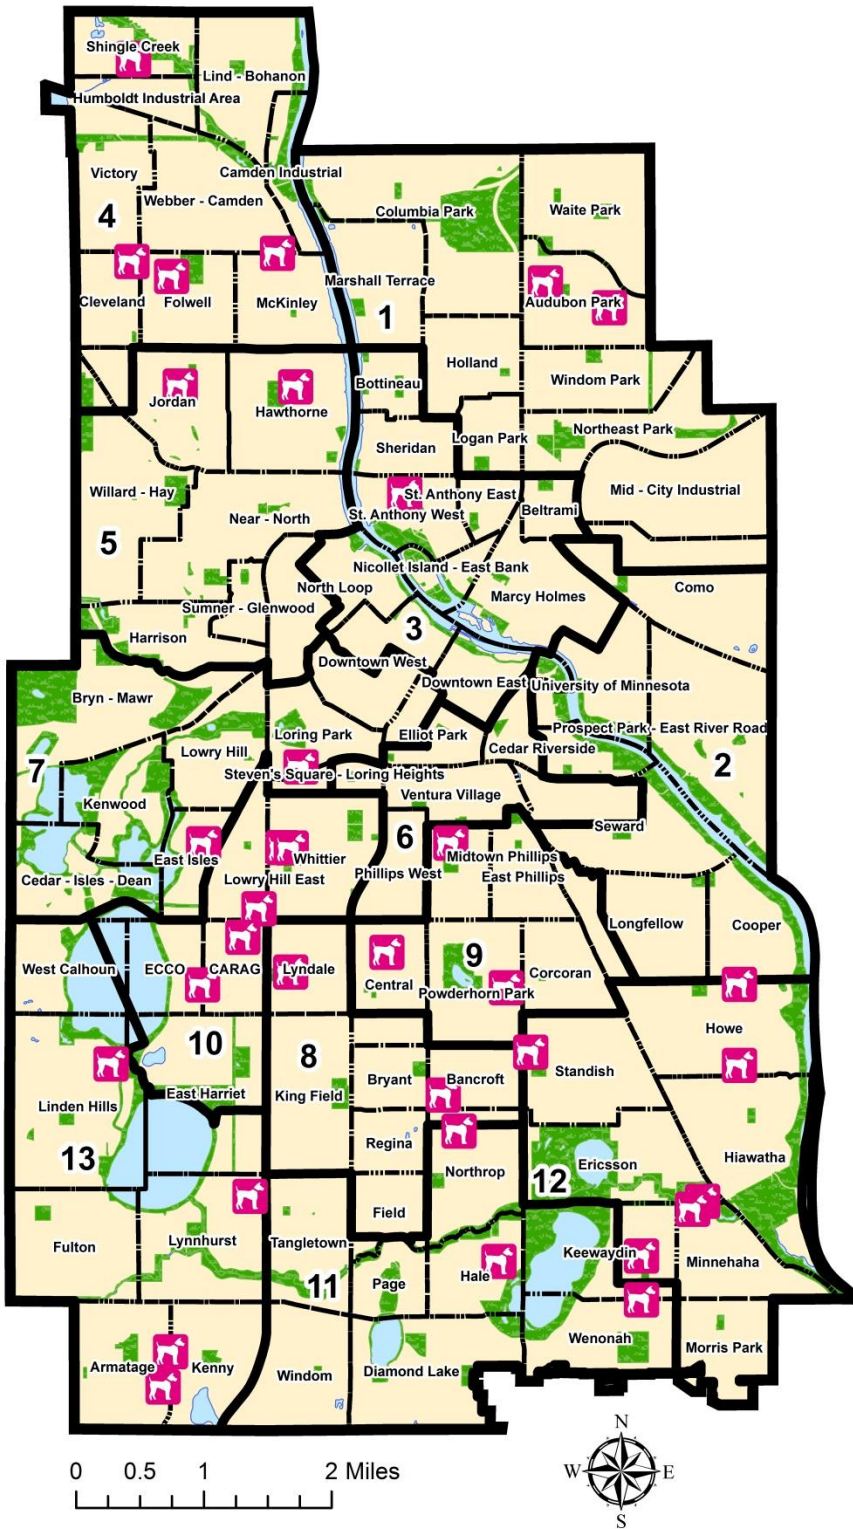 Shingle Creek
Lind - Bohanon
Humboldt Industrial Area
Victory
Camden Industrial
Webber - Camden
4
Columbia Park
Waite Park
Marshall Terrace
Cleveland
Folwell
McKinley
Audubon Park
1
Holland
Bottineau
Windom Park
Jordan
Hawthorne
Northeast Park
Logan Park
Sheridan
Willard - Hay
Mid - City Industrial
St. Anthony East
Beltrami
St. Anthony West
Near - North
5
Nicollet Island - East Bank
North Loop
Como
Marcy Holmes
Sumner - Glenwood
3
Harrison
Downtown West
Downtown East
University of Minnesota
Bryn - Mawr
Prospect Park - East River Road
Loring Park
Elliot Park
Cedar Riverside
Lowry Hill
2
7
Steven's Square - Loring Heights
Kenwood
Ventura Village
Seward
6
East Isles
Whittier
Midtown Phillips
Phillips West
East Phillips
Cedar - Isles - Dean
Lowry Hill East
Longfellow
Cooper
9
West Calhoun
ECCO
CARAG
Lyndale
Central
Corcoran
Powderhorn Park
Howe
10
8
Standish
Bryant
Bancroft
East Harriet
King Field
Linden Hills
Regina
13
Hiawatha
Ericsson
Northrop
12
Field
Fulton
Lynnhurst
Tangletown
Keewaydin
Minnehaha
Hale
Page
11
Wenonah
Morris Park
Armatage
Kenny
Windom
Diamond Lake
N
W
E
S
0 0.5 1 2 Miles